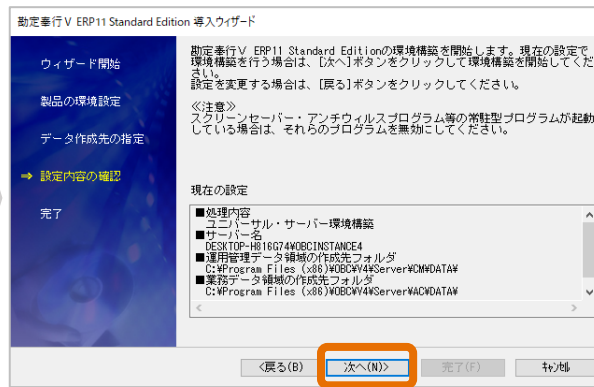 勘定奉行Ⅴ ERP11 Standard Edition 導入ウィザード
ウィザード開始
製品の環境設定
データ作成先の指定
⇒ 設定内容の確認
完了
勘定奉行Ⅴ ERP11 Standard Editionの環境構築を開始します。現在の設定で
環境構築を行う場合は、[次へ]ボタンをクリックして環境構築を開始してくだ
さい。
設定を変更する場合は、[戻る]ボタンをクリックしてください。
≪注意≫
スクリーンセーバー・アンチウィルスプログラム等の常駐型プログラムが起動
している場合は、それらのプログラムを無効にしてください。
現在の設定
■処理内容
ユニバーサル・サーバー環境構築
■サーバー名
DESKTOP-H816G74¥OBCINSTANCE4
■運用管理データ領域の作成先フォルダ
C:¥Program Files (x86)¥OBC¥V4¥Server¥CM¥DATA¥
■業務データ領域の作成先フォルダ
C:¥Program Files (x86)¥OBC¥V4¥Server¥AC¥DATA¥
<戻る(B)
次へ(N)>
完了(F)
キャンセル